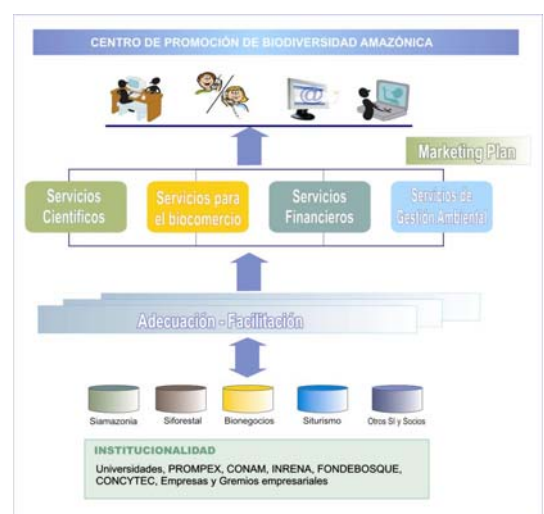 CENTRO DE PROMOCIÓN DE BIODIVERSIDAD AMAZÓNICA
@
Marketing Plan
Servicios
Científicos
Servicios para
el biocomercio
Servicios
Financieros
Servicios de
Gestión Ambiental
Adecuación - Facilitación
Siamazonia
Siforestal
Bionegocios
Siturismo
Otros SI y Socios
INSTITUCIONALIDAD
Universidades, PROMPEX, CONAM, INRENA, FONDEBOSQUE,
CONCYTEC, Empresas y Gremios empresariales